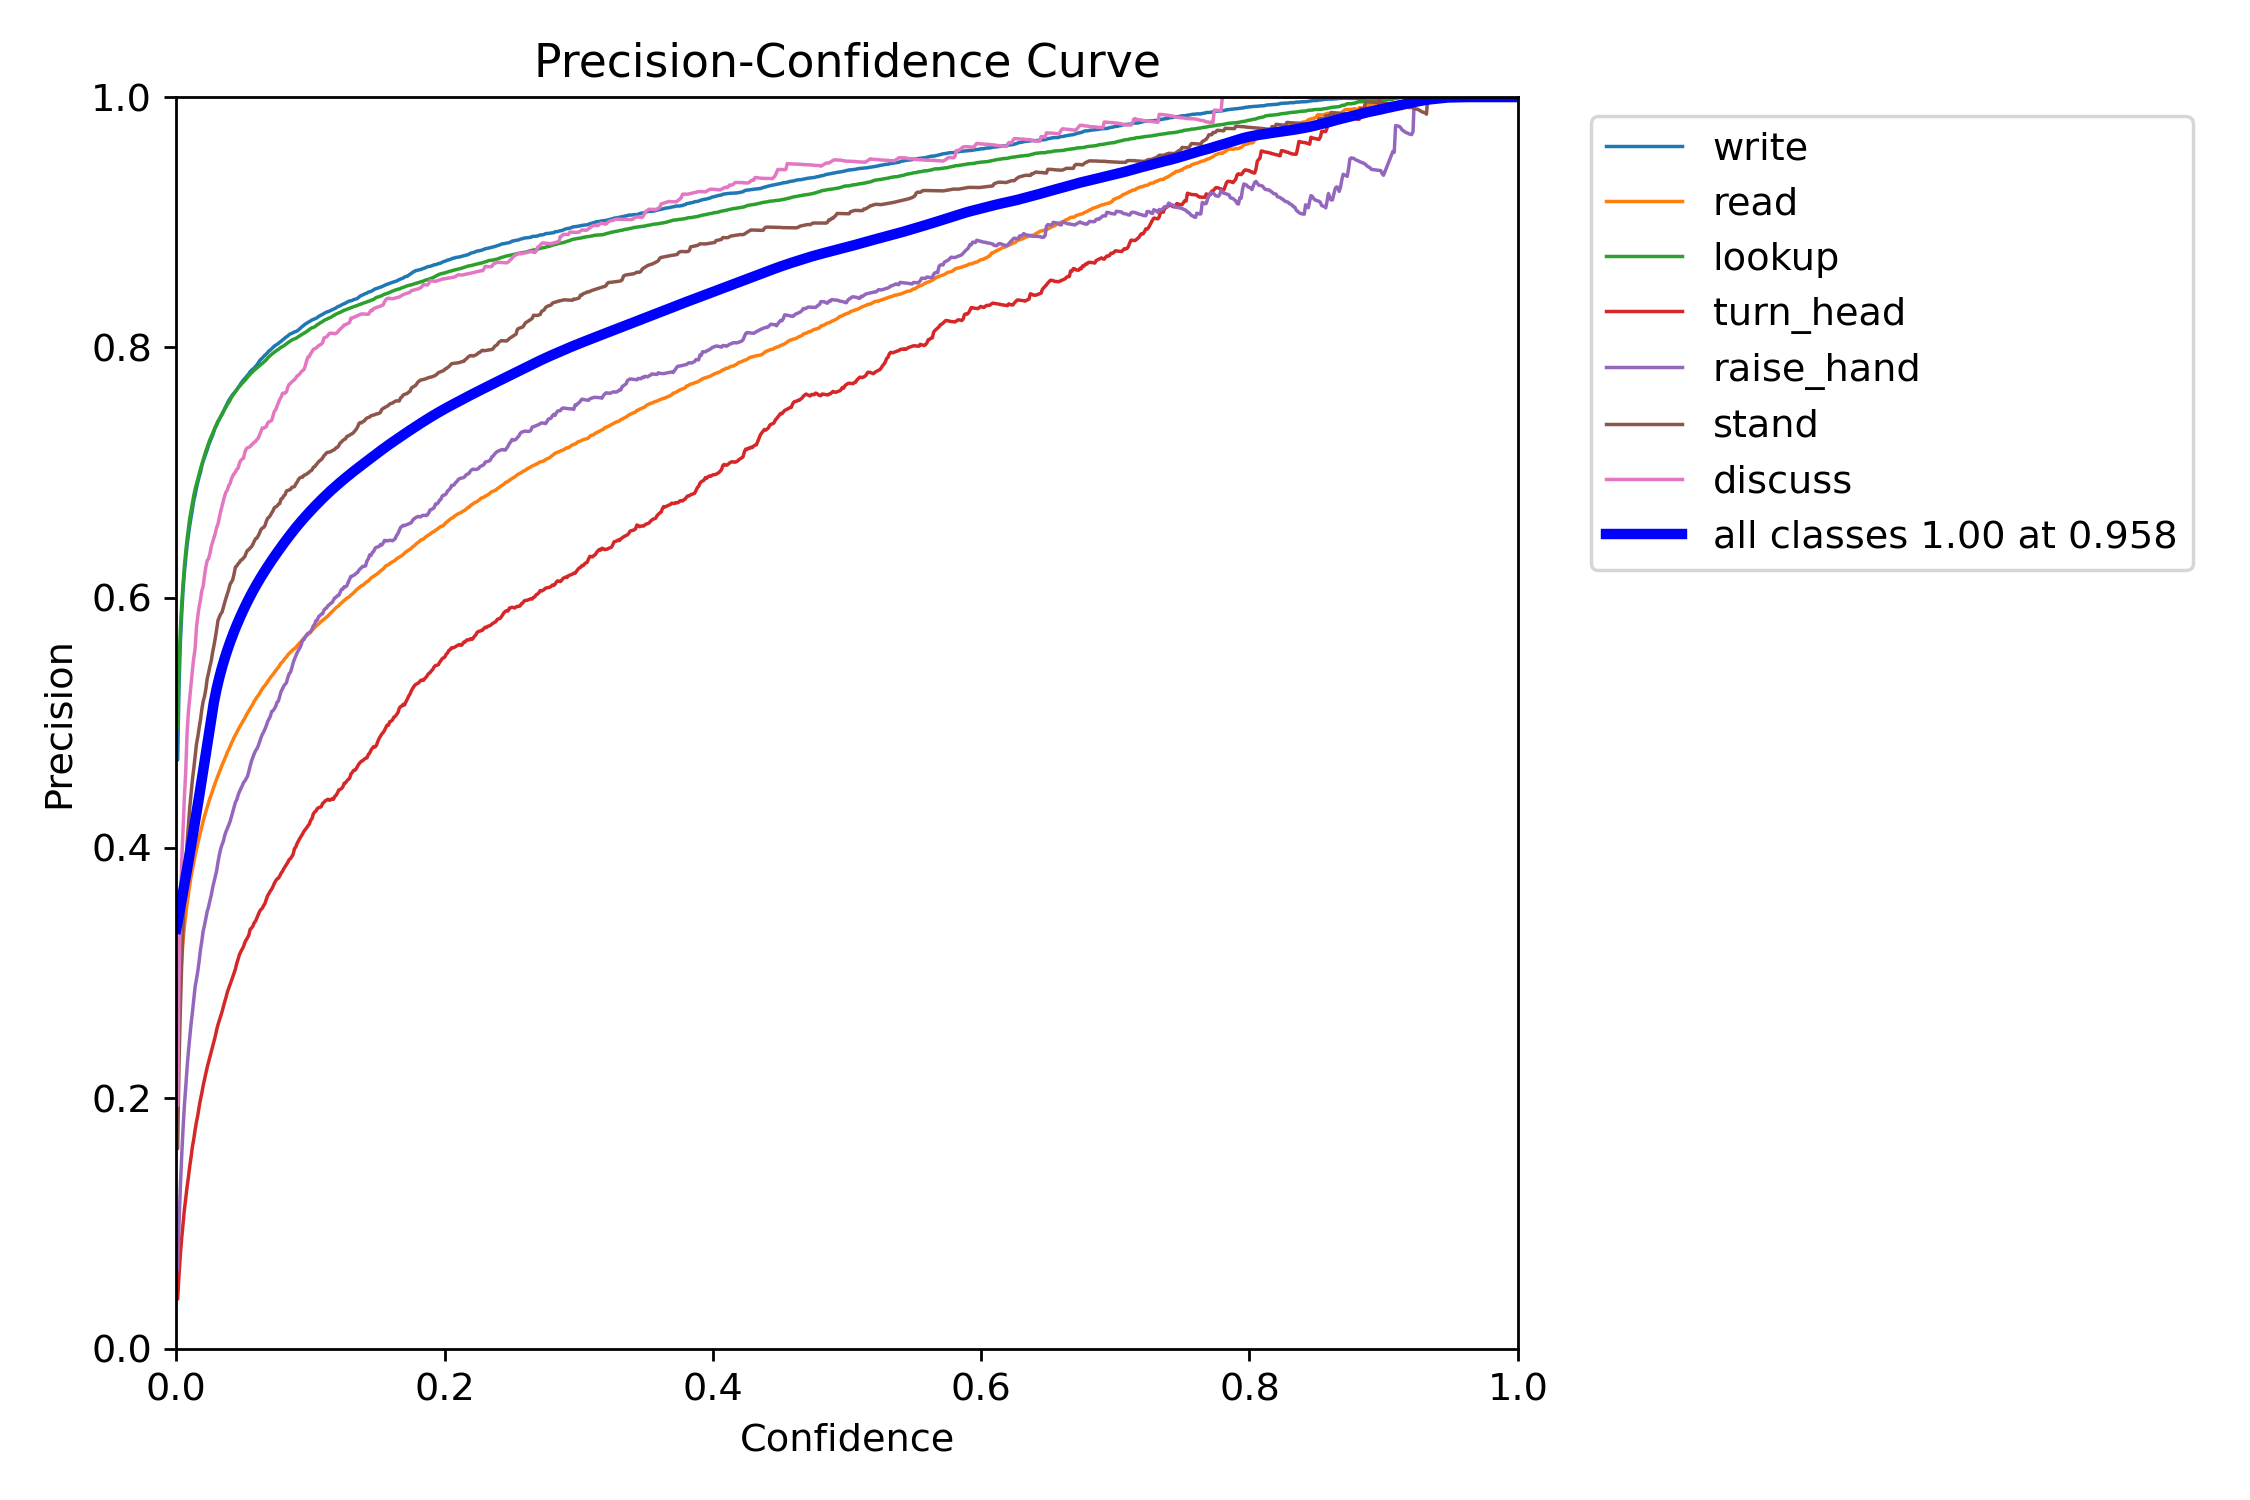 Precision-Confidence Curve
1.0
0.8
0.6
0.4
0.2
0.0
Precision
0.0 0.2 0.4 0.6 0.8 1.0
Confidence
write
read
lookup
turn_head
raise_hand
stand
discuss
all classes 1.00 at 0.958